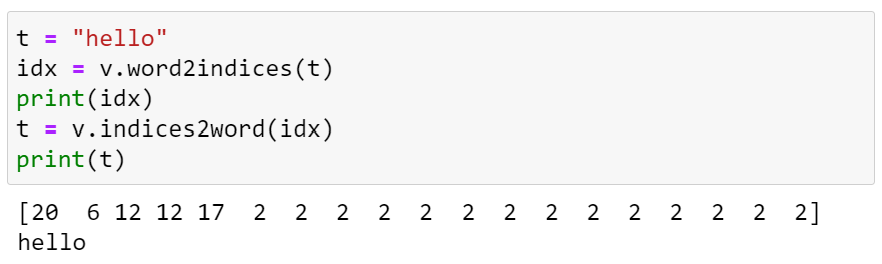 t = "hello"
idx = v.word2indices(t)
print(idx)
t = v.indices2word(idx)
print(t)
[20  6 12 12 17  2  2  2  2  2  2  2  2  2  2  2  2  2  2]
hello